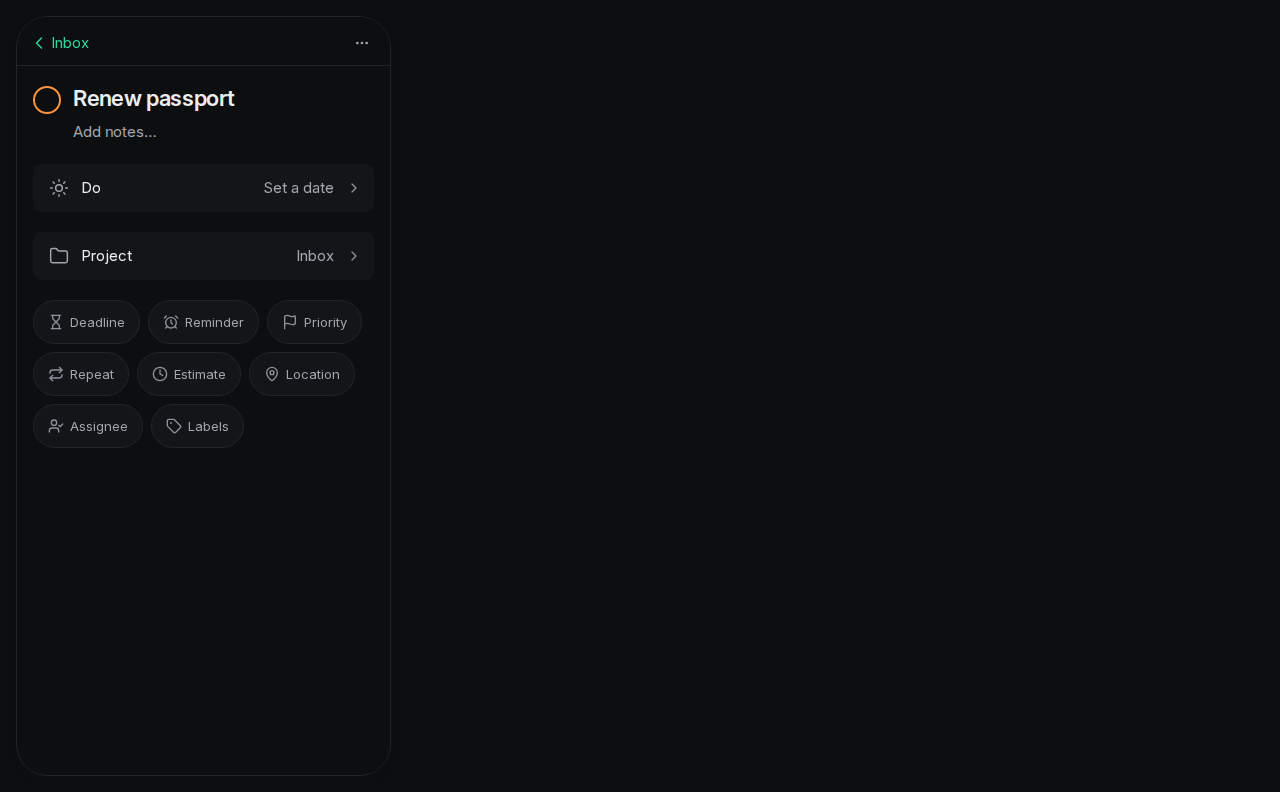 Inbox
Renew passport
Add notes...
Do Set a date
Project Inbox
Deadline Reminder Priority
Repeat Estimate Location
Assignee Labels